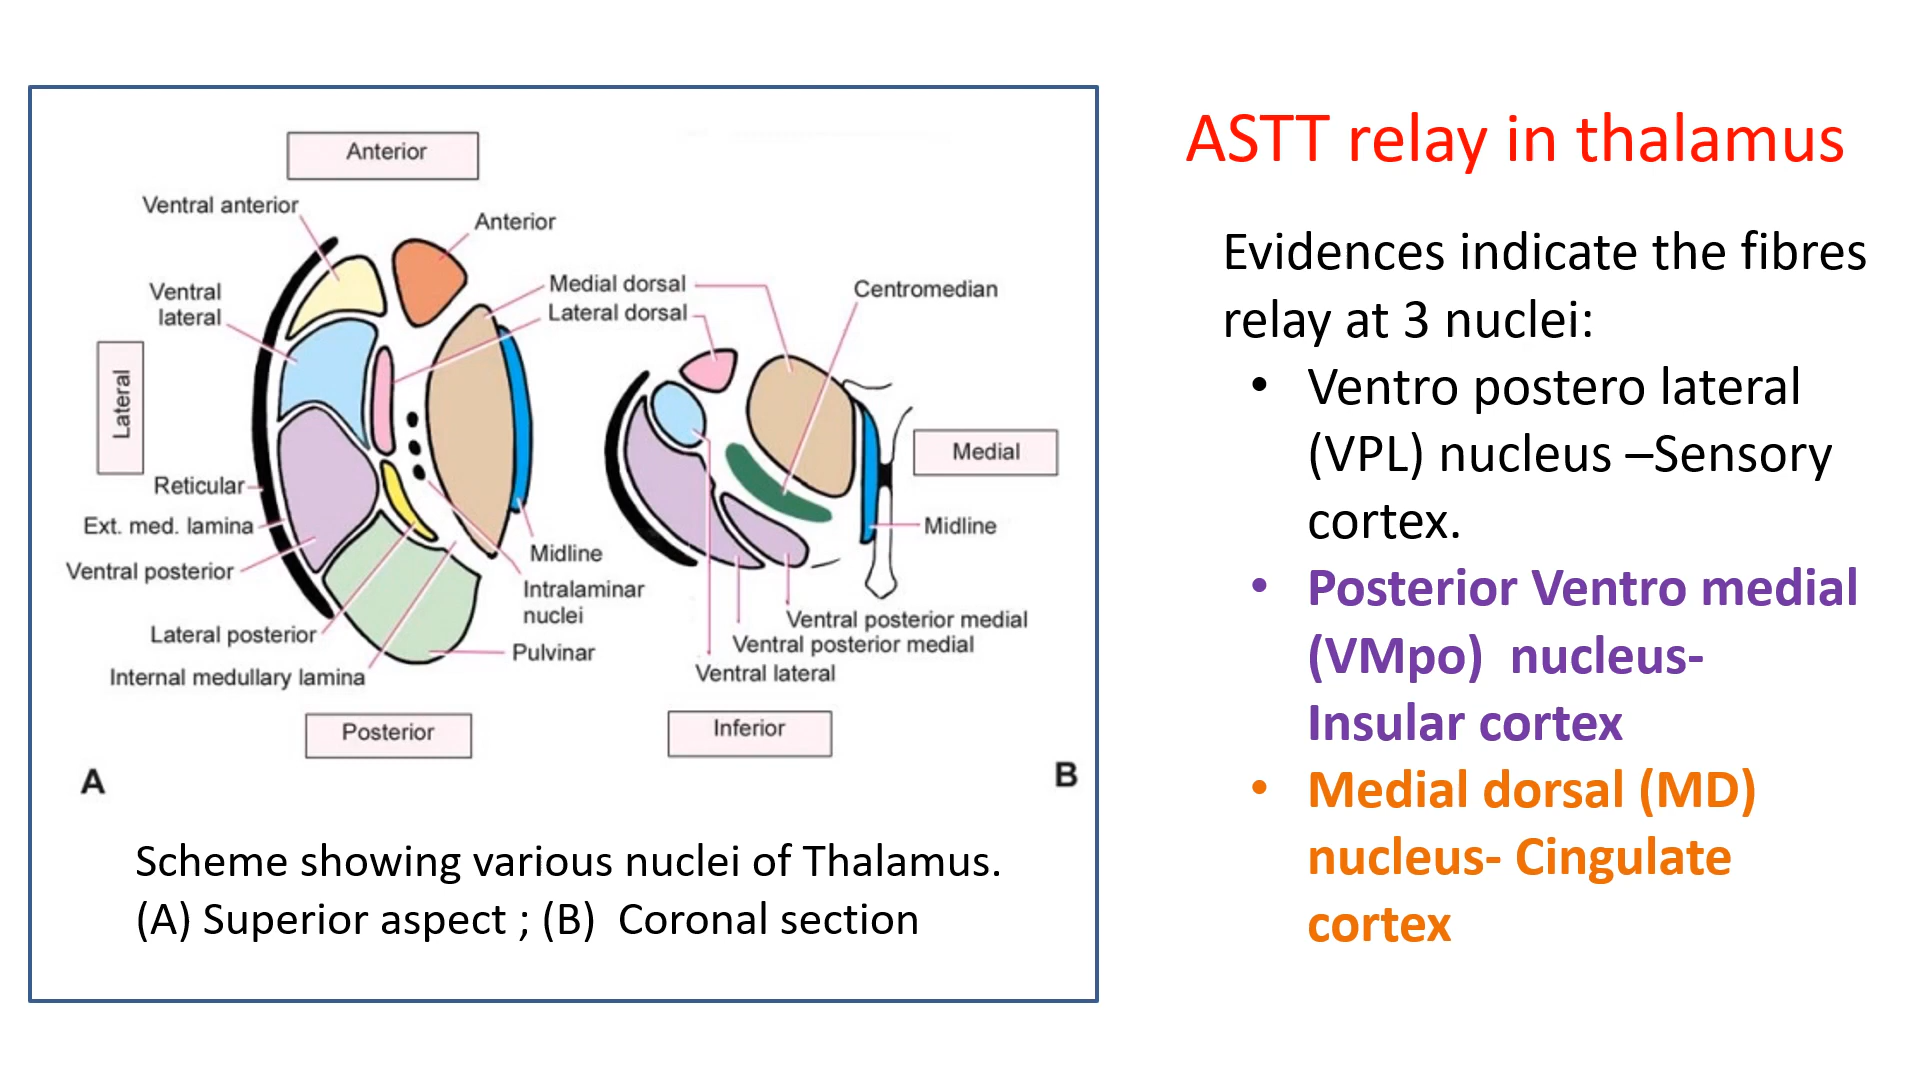 Anterior
Ventral anterior
Anterior
Ventral
lateral
Medial dorsal
Lateral dorsal
Centromedian
Lateral
Medial
Reticular
Ext. med. lamina
Midline
Ventral posterior
Midline
Intralaminar
nuclei
Lateral posterior
Pulvinar
Internal medullary lamina
Ventral posterior medial
Ventral posterior medial
Ventral lateral
Posterior
Inferior
A
B
Scheme showing various nuclei of Thalamus.
(A) Superior aspect ; (B)  Coronal section
ASTT relay in thalamus
Evidences indicate the fibres
relay at 3 nuclei:
• Ventro postero lateral
(VPL) nucleus –Sensory
cortex.
• Posterior Ventro medial
(VMpo)  nucleus-
Insular cortex
• Medial dorsal (MD)
nucleus- Cingulate
cortex